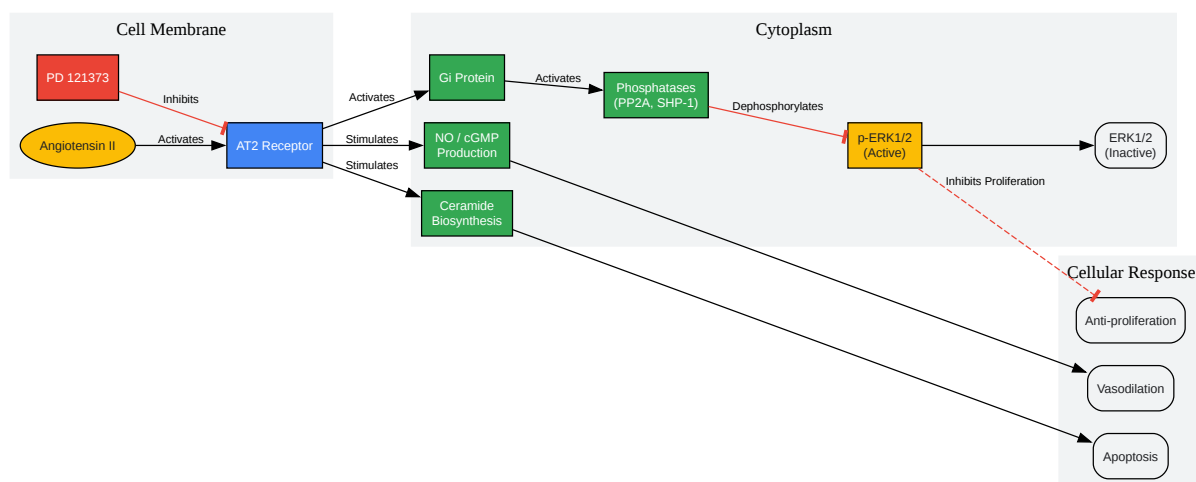 Cell Membrane
Cytoplasm
PD 121373
Inhibits
Angiotensin II
Activates
AT2 Receptor
Activates
Stimulates
Stimulates
Gi Protein
Activates
Phosphatases
(PP2A, SHP-1)
Dephosphorylates
NO / cGMP
Production
Ceramide
Biosynthesis
p-ERK1/2
(Active)
ERK1/2
(Inactive)
Inhibits Proliferation
Cellular Response
Anti-proliferation
Vasodilation
Apoptosis